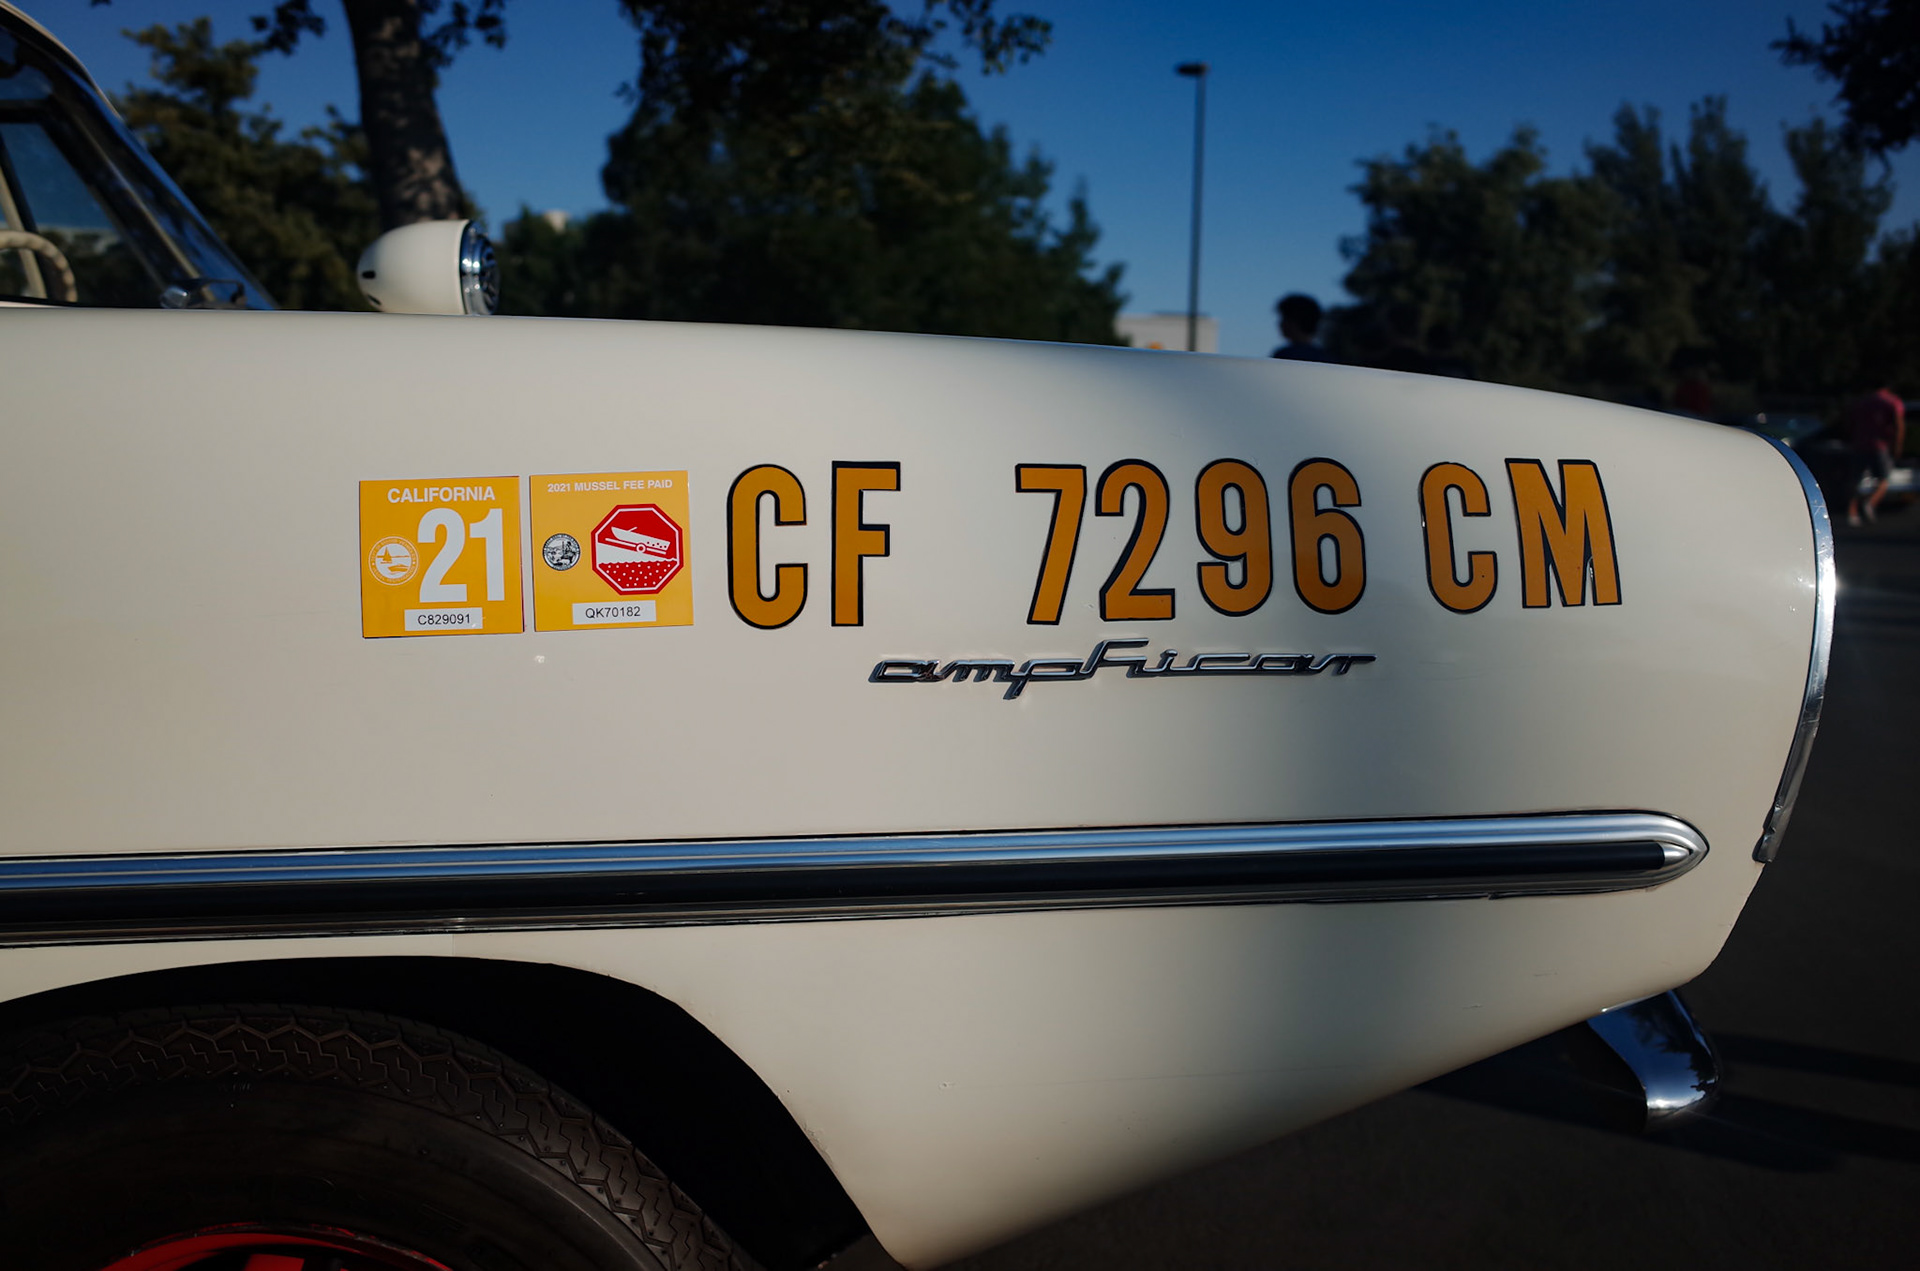 CALIFORNIA
21
C829091
2021 MUSSEL FEE PAID
QK70182
CF 7296 CM
amphicar